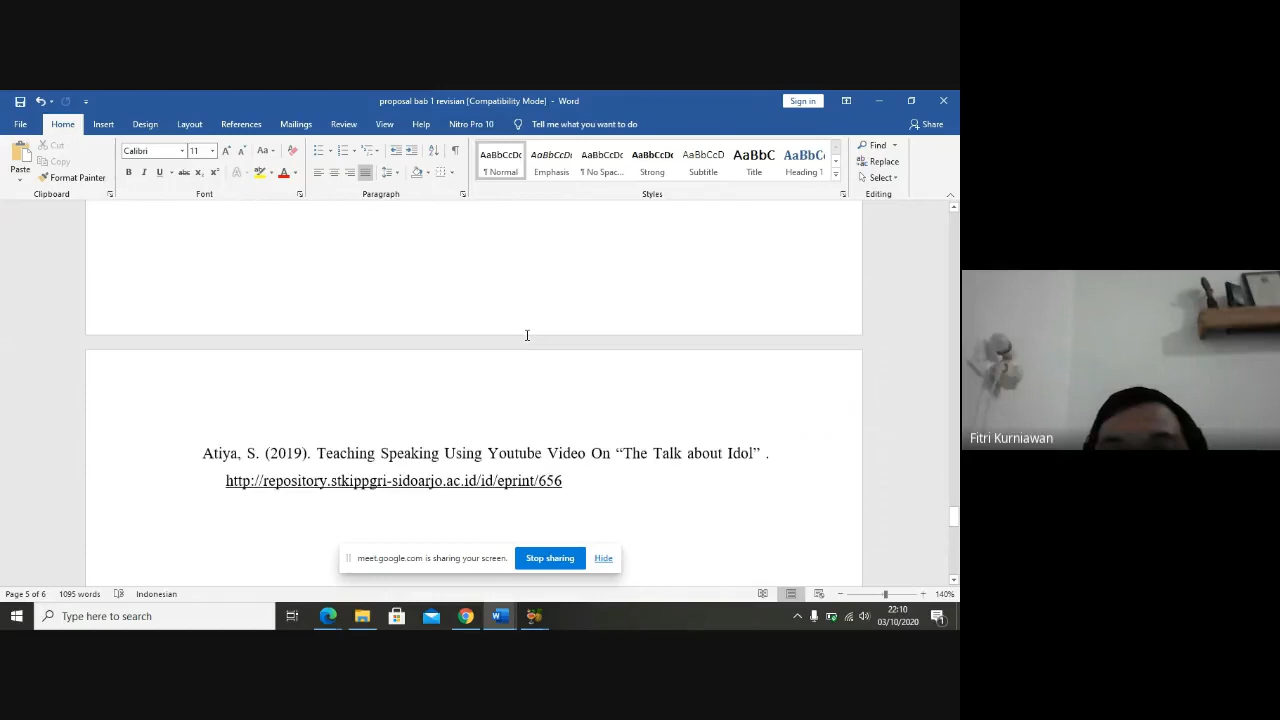 proposal bab 1 revisian [Compatibility Mode] - Word
Sign in
File Home Insert Design Layout References Mailings Review View Help Nitro Pro 10 Tell me what you want to do Share
Paste
Cut
Copy
Format Painter
Clipboard
Calibri 11
Font
Paragraph
AaBbCcDc AaBbCcDc AaBbCcDc AaBbCcDc AaBbCcD AaBbC AaBbC
¶ Normal Emphasis ¶ No Spac... Strong Subtitle Title Heading 1
Styles
Find
Replace
Select
Editing
Atiya, S. (2019). Teaching Speaking Using Youtube Video On “The Talk about Idol” .
http://repository.stkippgri-sidoarjo.ac.id/id/eprint/656
meet.google.com is sharing your screen. Stop sharing Hide
Page 5 of 6 1095 words Indonesian 140%
Type here to search
22:10
03/10/2020
Fitri Kurniawan